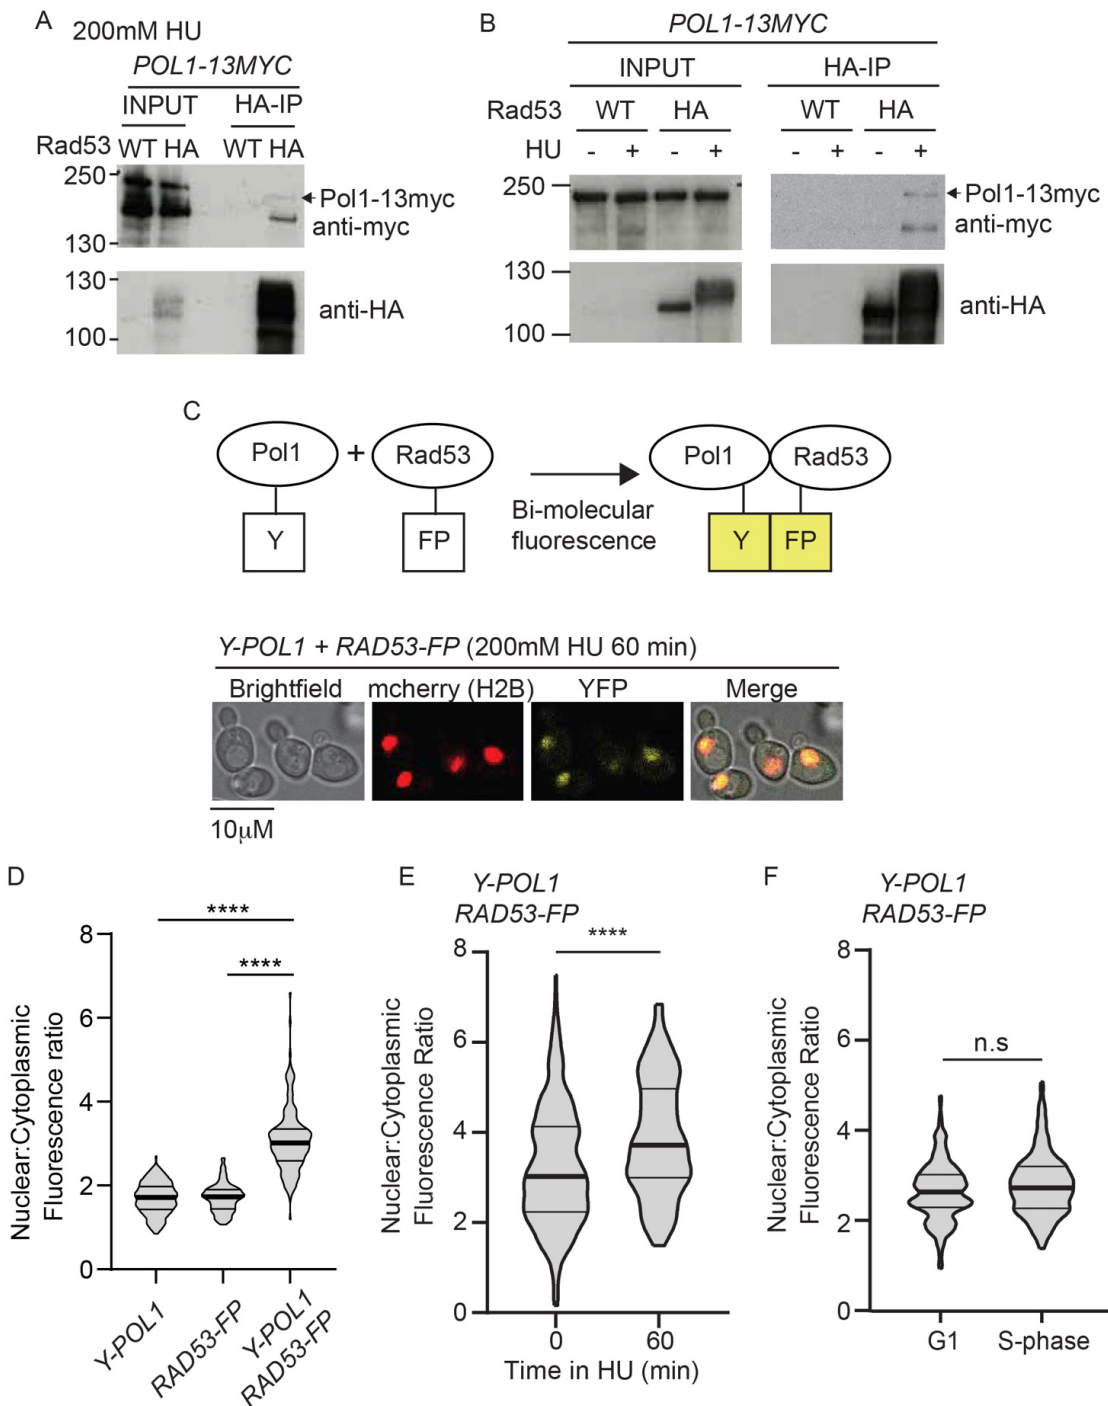 A
200mM HU
POL1-13MYC
INPUT HA-IP
Rad53 WT HA WT HA
250
Pol1-13myc
anti-myc
130
130
anti-HA
100
B
POL1-13MYC
INPUT HA-IP
Rad53 WT HA WT HA
HU - + - + - + - +
250
Pol1-13myc
anti-myc
130
130
anti-HA
100
C
Pol1 + Rad53
Y FP
Bi-molecular
fluorescence
Pol1 Rad53
Y FP
Y-POL1 + RAD53-FP (200mM HU 60 min)
Brightfield mcherry (H2B) YFP Merge
10μM
D
**** 
****
Nuclear:Cytoplasmic
Fluorescence ratio
8
6
4
2
0
Y-POL1
RAD53-FP
Y-POL1
RAD53-FP
E
Y-POL1
RAD53-FP
****
Nuclear:Cytoplasmic
Fluorescence Ratio
8
6
4
2
0
0 60
Time in HU (min)
F
Y-POL1
RAD53-FP
n.s
Nuclear:Cytoplasmic
Fluorescence Ratio
8
6
4
2
0
G1 S-phase